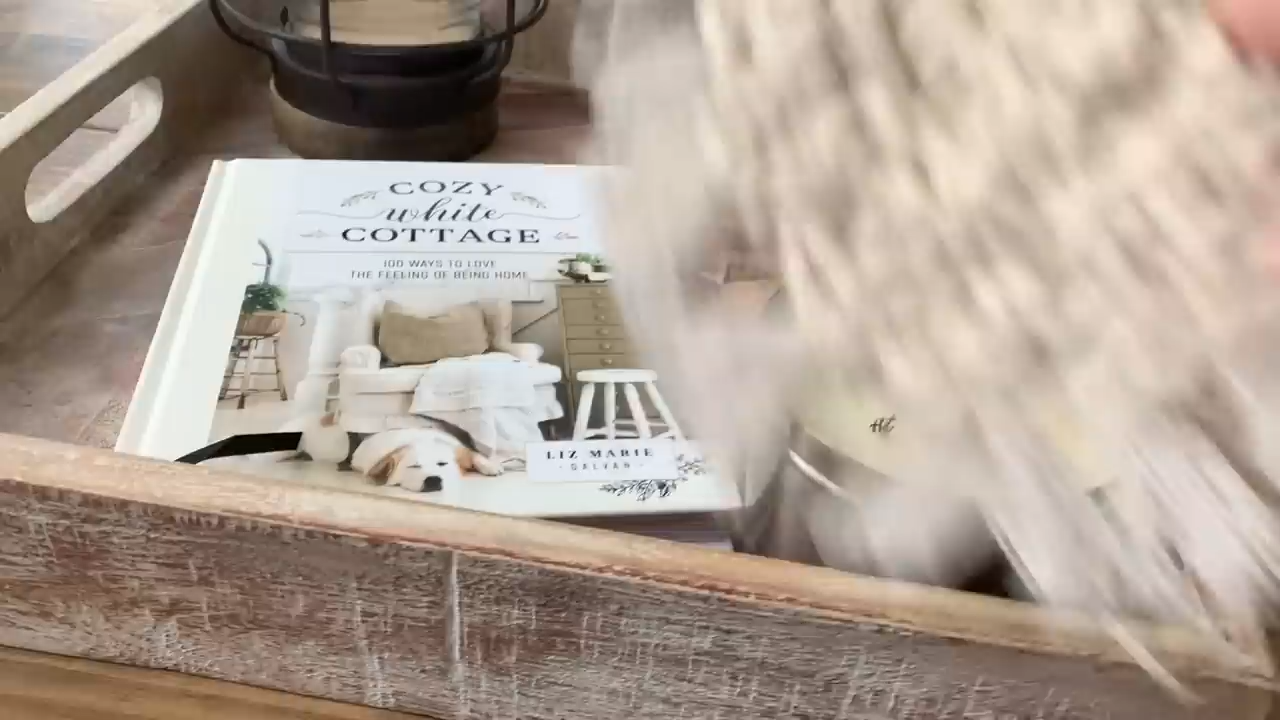 COZY
white
COTTAGE
100 WAYS TO LOVE
THE FEELING OF BEING HOME
LIZ MARIE
- GALVAN -